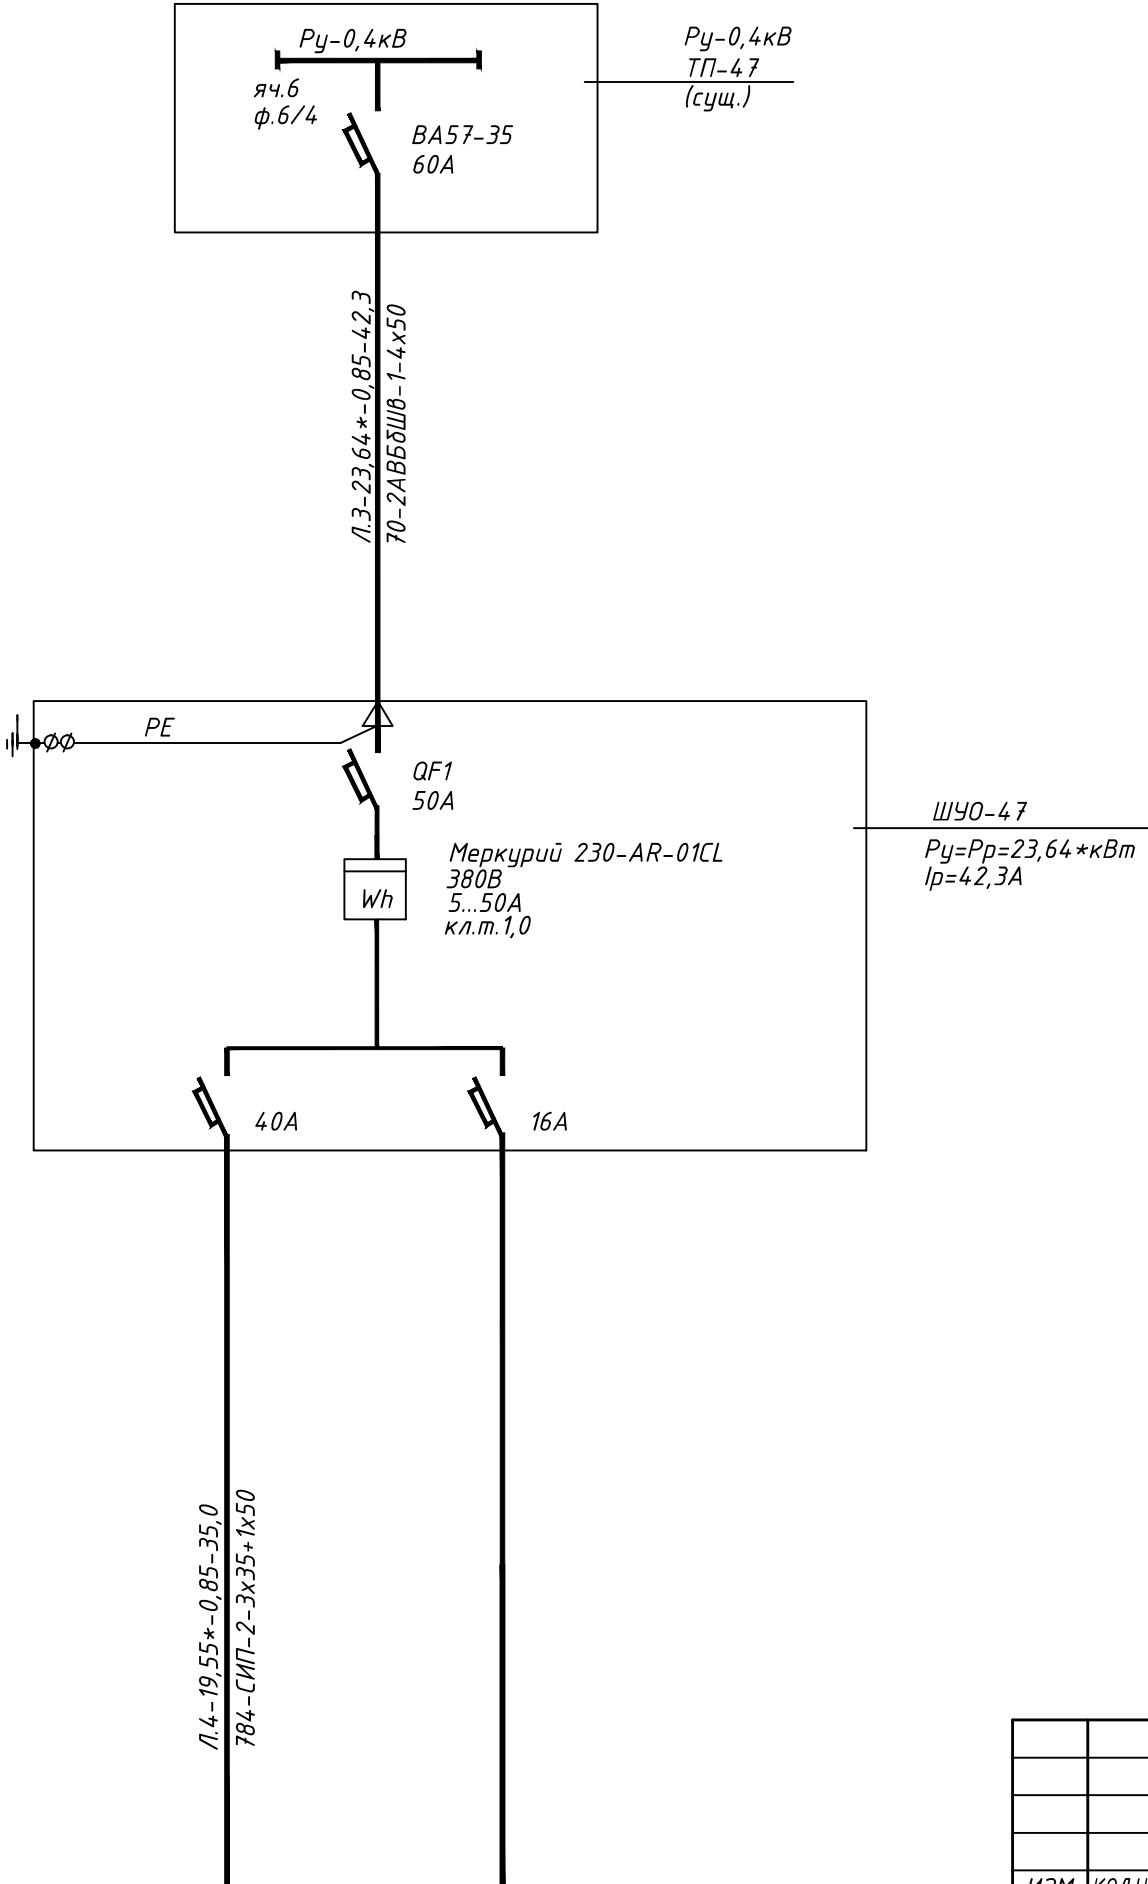 Ру-0,4кВ
яч.6
ф.6/4
ВА57-35
60А
Ру-0,4кВ
ТП-47
(сущ.)
Л.3-23,64*-0,85-42,3
70-2АВБбШв-1-4х50
PE
QF1
50А
Меркурий 230-AR-01CL
380В
5...50А
кл.т.1,0
Wh
ШУО-47
Ру=Рр=23,64*кВт
Iр=42,3А
40А
16А
Л.4-19,55*-0,85-35,0
784-СИП-2-3х35+1х50